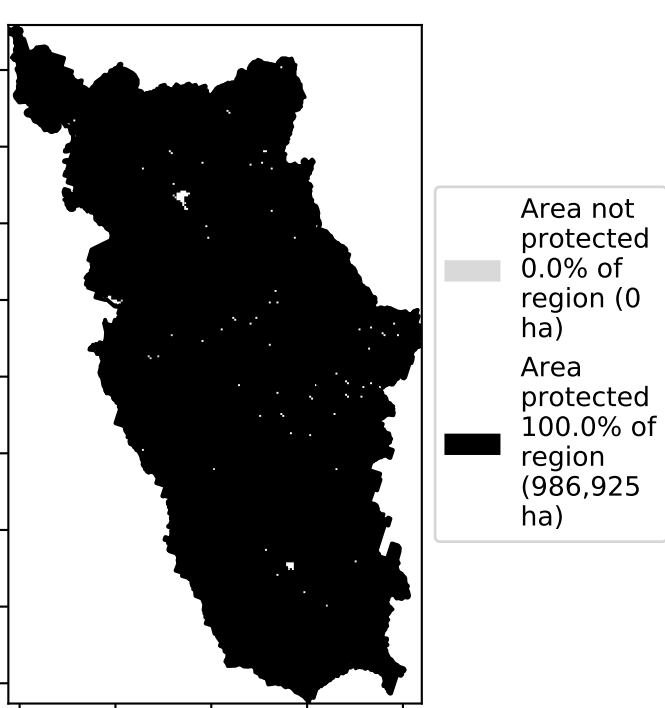 Area not
protected
0.0% of
region (0
ha)
Area
protected
100.0% of
region
(986,925
ha)